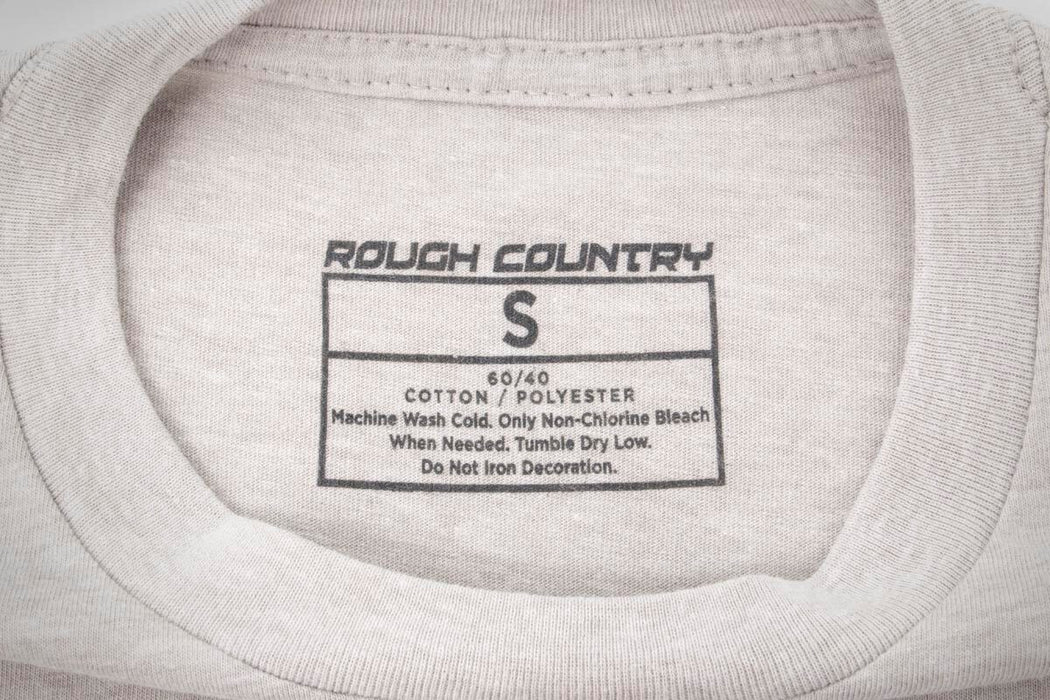 ROUGH COUNTRY
S
60/40
COTTON / POLYESTER
Machine Wash Cold. Only Non-Chlorine Bleach
When Needed. Tumble Dry Low.
Do Not Iron Decoration.